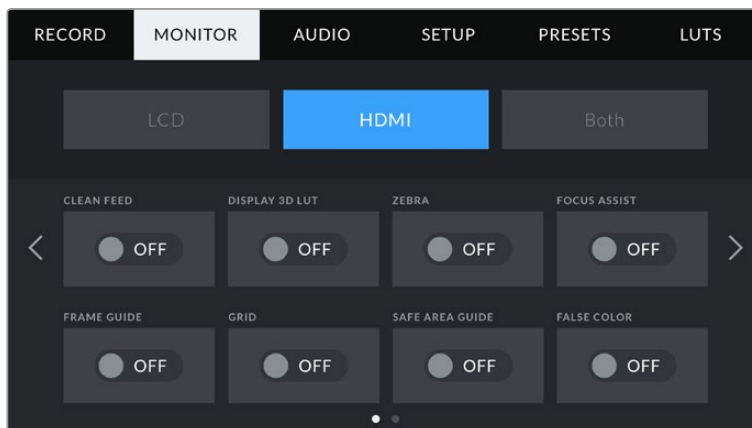 RECORD MONITOR AUDIO SETUP PRESETS LUTS
LCD HDMI Both
CLEAN FEED DISPLAY 3D LUT ZEBRA FOCUS ASSIST
OFF OFF OFF OFF
FRAME GUIDE GRID SAFE AREA GUIDE FALSE COLOR
OFF OFF OFF OFF